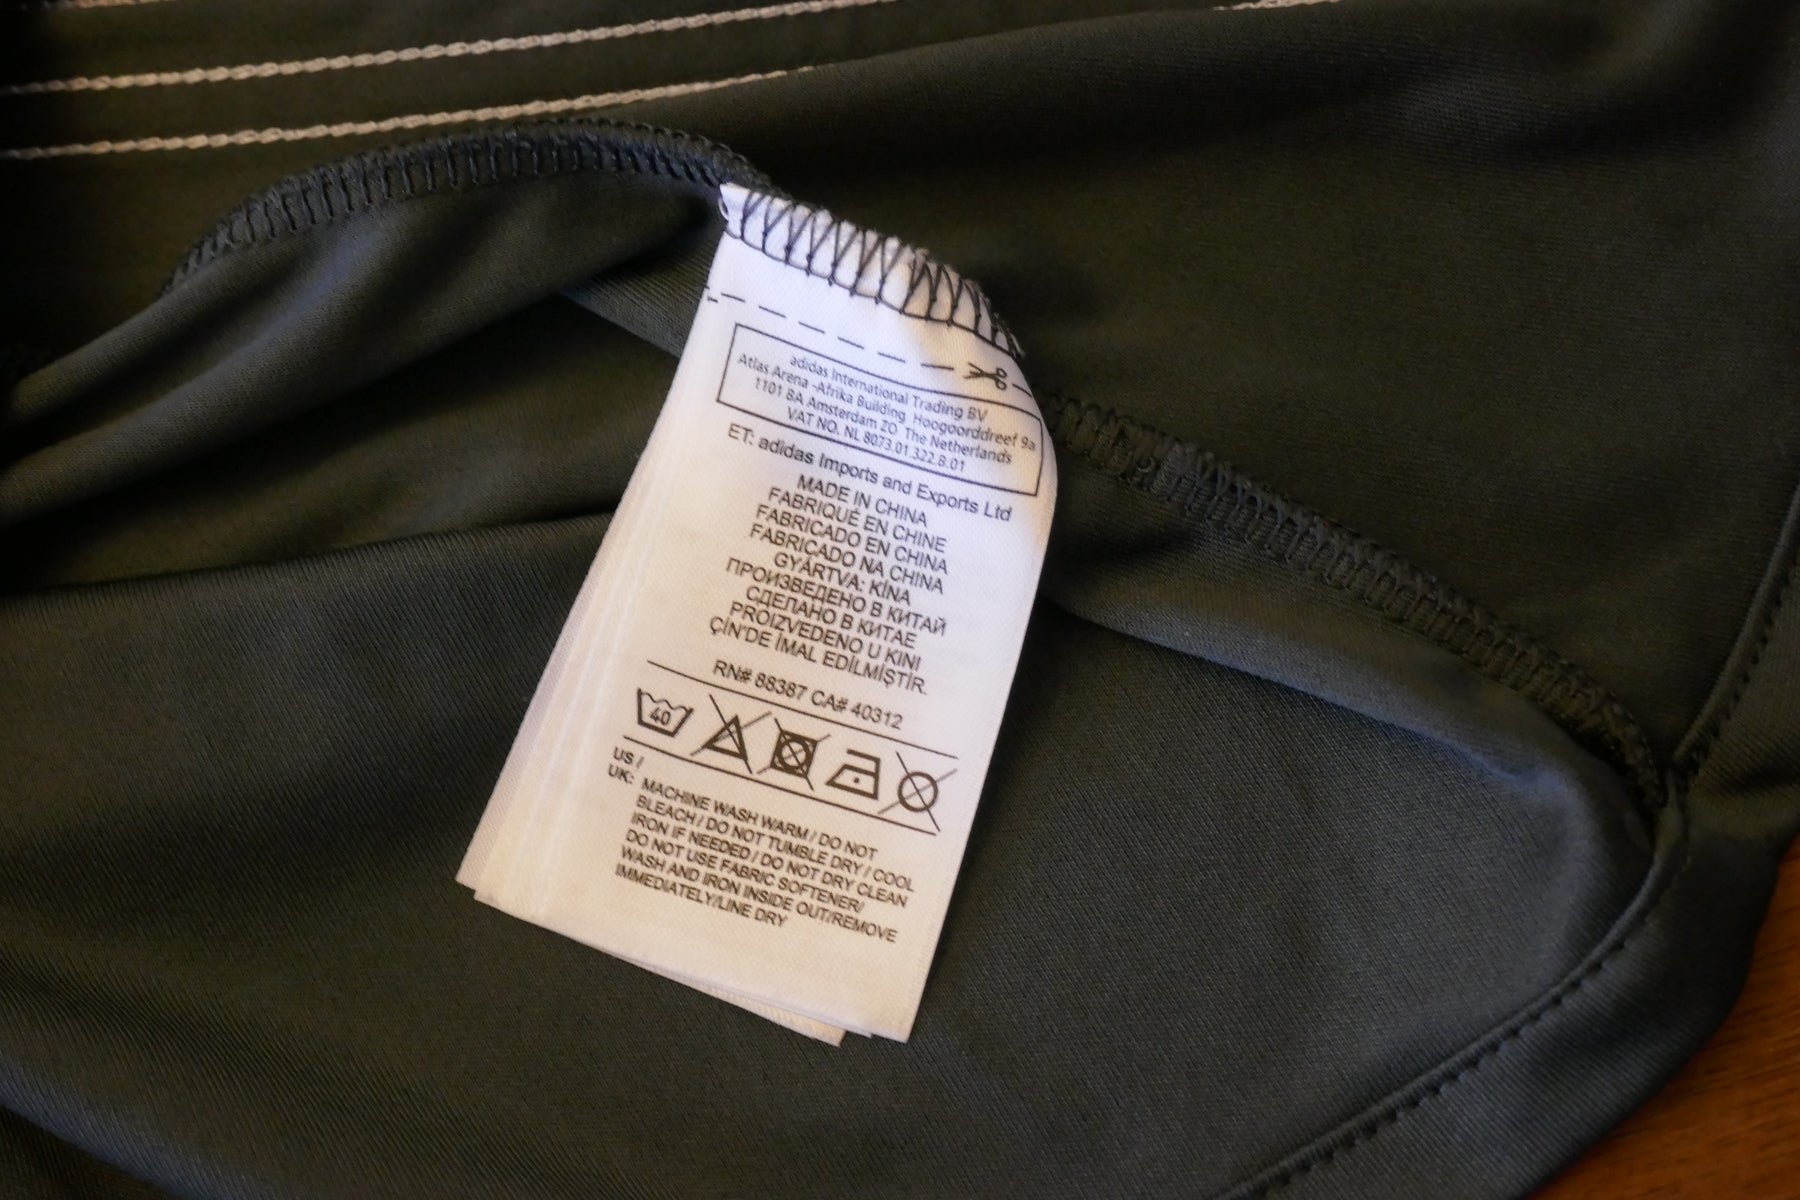 adidas International Trading BV
Atlas Arena -Afrika Building Hoogoorddreef 9a
1101 BA Amsterdam ZO The Netherlands
VAT NO. NL 8073.01.322.B.01
ET: adidas Imports and Exports Ltd
MADE IN CHINA
FABRIQUÉ EN CHINE
FABRICADO EN CHINA
FABRICADO NA CHINA
GYÁRTVA: KÍNA
ПРОИЗВЕДЕНО В КИТАЙ
СДЕЛАНО В КИТАЕ
PROIZVEDENO U KINI
ÇİN'DE İMAL EDİLMİŞTİR.
RN# 88387 CA# 40312
40
US /
UK: MACHINE WASH WARM / DO NOT
BLEACH / DO NOT TUMBLE DRY / COOL
IRON IF NEEDED / DO NOT DRY CLEAN
DO NOT USE FABRIC SOFTENER/
WASH AND IRON INSIDE OUT/REMOVE
IMMEDIATELY/LINE DRY